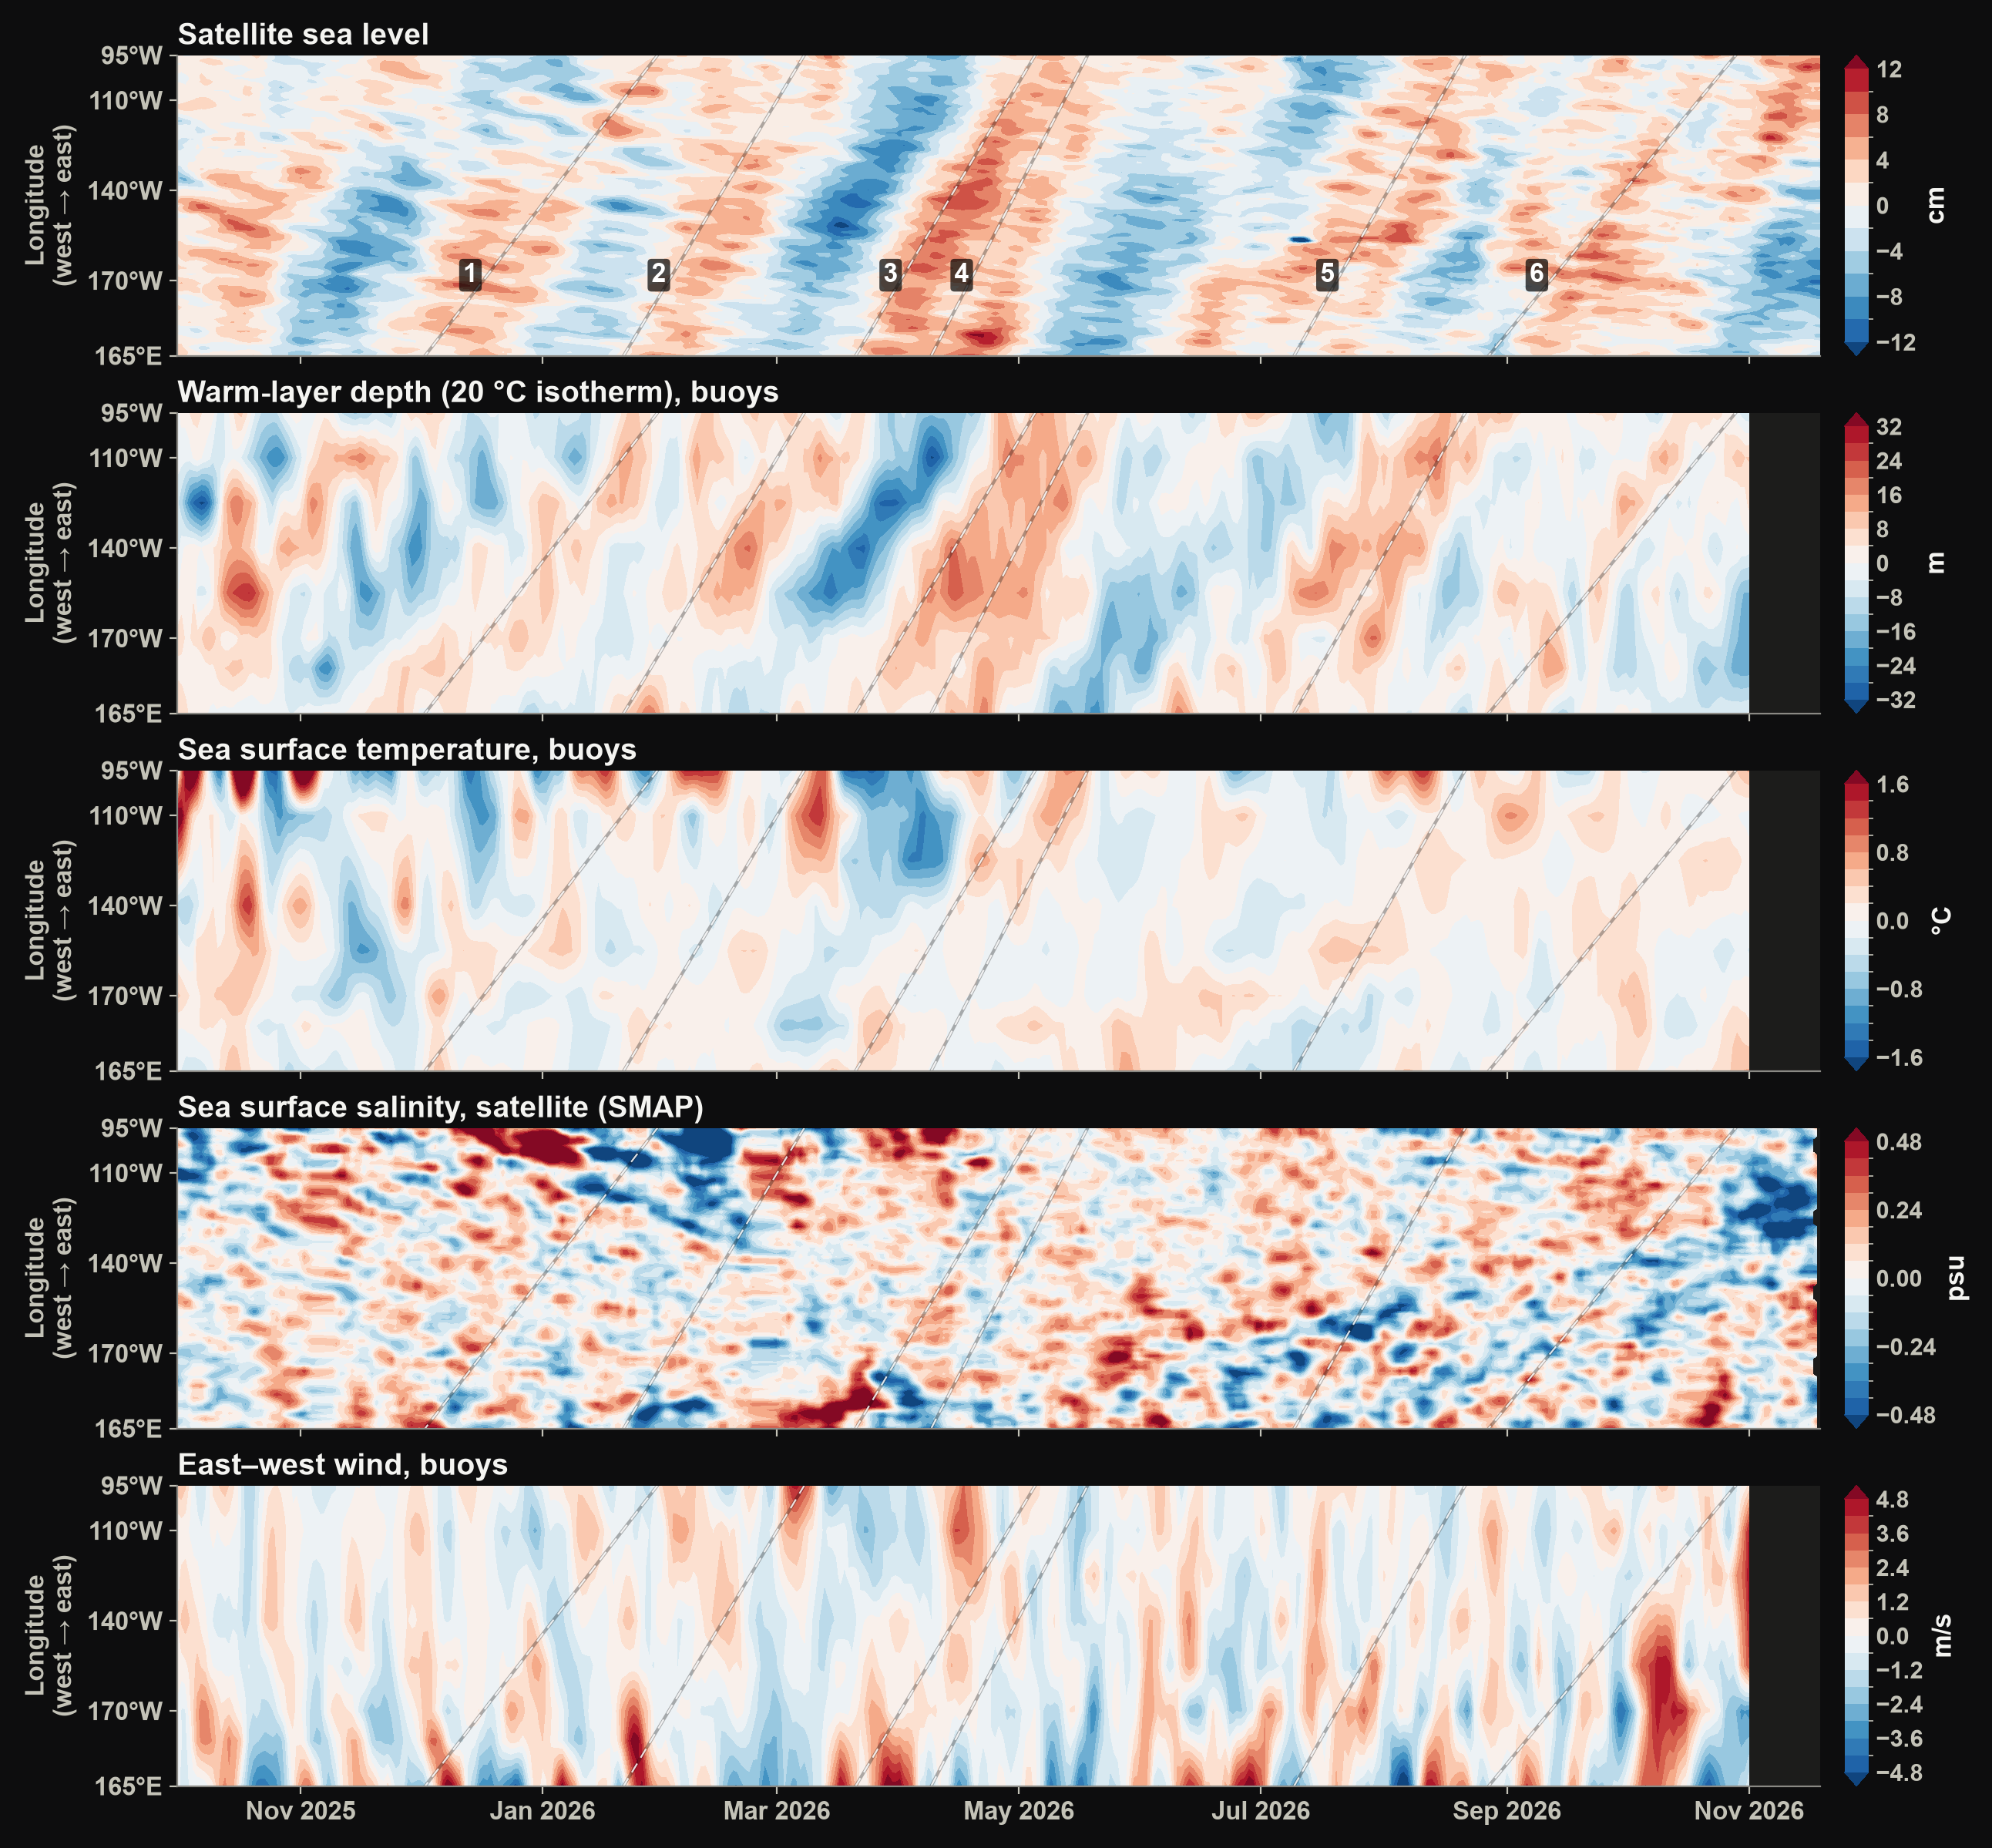 Satellite sea level
95°W
110°W
140°W
170°W
165°E
Longitude
(west → east)
1
2
3
4
5
6
12
8
4
0
−4
−8
−12
cm
Warm-layer depth (20 °C isotherm), buoys
95°W
110°W
140°W
170°W
165°E
Longitude
(west → east)
32
24
16
8
0
−8
−16
−24
−32
m
Sea surface temperature, buoys
95°W
110°W
140°W
170°W
165°E
Longitude
(west → east)
1.6
0.8
0.0
−0.8
−1.6
°C
Sea surface salinity, satellite (SMAP)
95°W
110°W
140°W
170°W
165°E
Longitude
(west → east)
0.48
0.24
0.00
−0.24
−0.48
psu
East–west wind, buoys
95°W
110°W
140°W
170°W
165°E
Longitude
(west → east)
4.8
3.6
2.4
1.2
0.0
−1.2
−2.4
−3.6
−4.8
m/s
Nov 2025
Jan 2026
Mar 2026
May 2026
Jul 2026
Sep 2026
Nov 2026